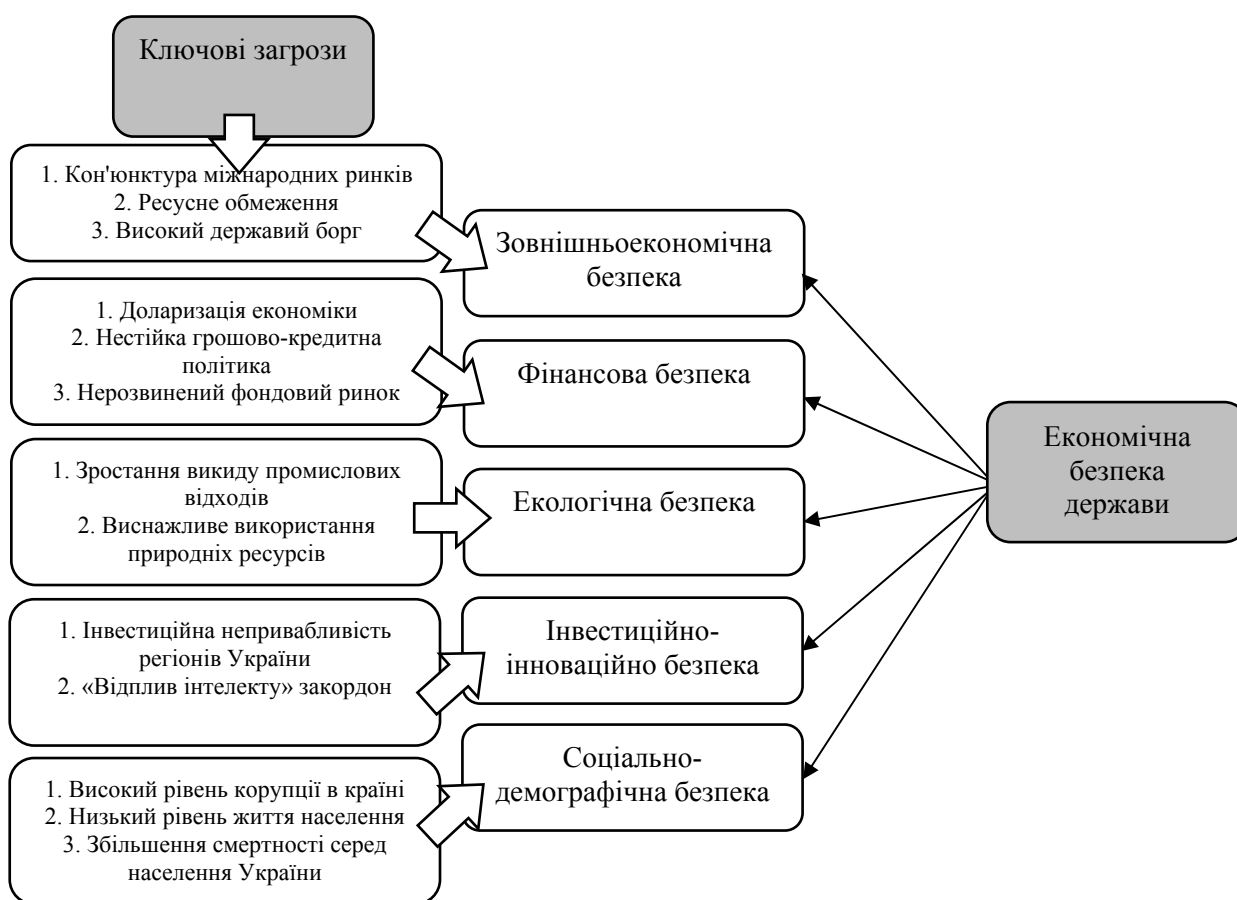 Ключові загрози
1. Кон'юнктура міжнародних ринків
2. Ресусне обмеження
3. Високий державий борг
Зовнішньоекономічна
безпека
1. Доларизація економіки
2. Нестійка грошово-кредитна
політика
3. Нерозвинений фондовий ринок
Фінансова безпека
1. Зростання викиду промислових
відходів
2. Виснажливе використання
природніх ресурсів
Екологічна безпека
1. Інвестиційна непривабливість
регіонів України
2. «Відплив інтелекту» закордон
Інвестиційно-
інноваційно безпека
1. Високий рівень корупції в країні
2. Низький рівень життя населення
3. Збільшення смертності серед
населення України
Соціально-
демографічна безпека
Економічна
безпека
держави